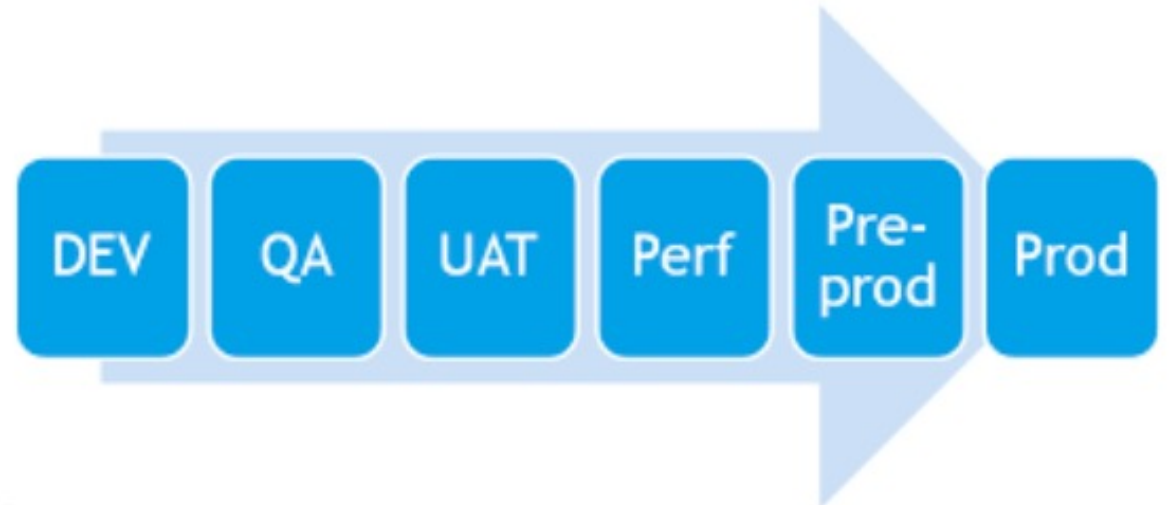 DEV
QA
UAT
Perf
Pre-
prod
Prod